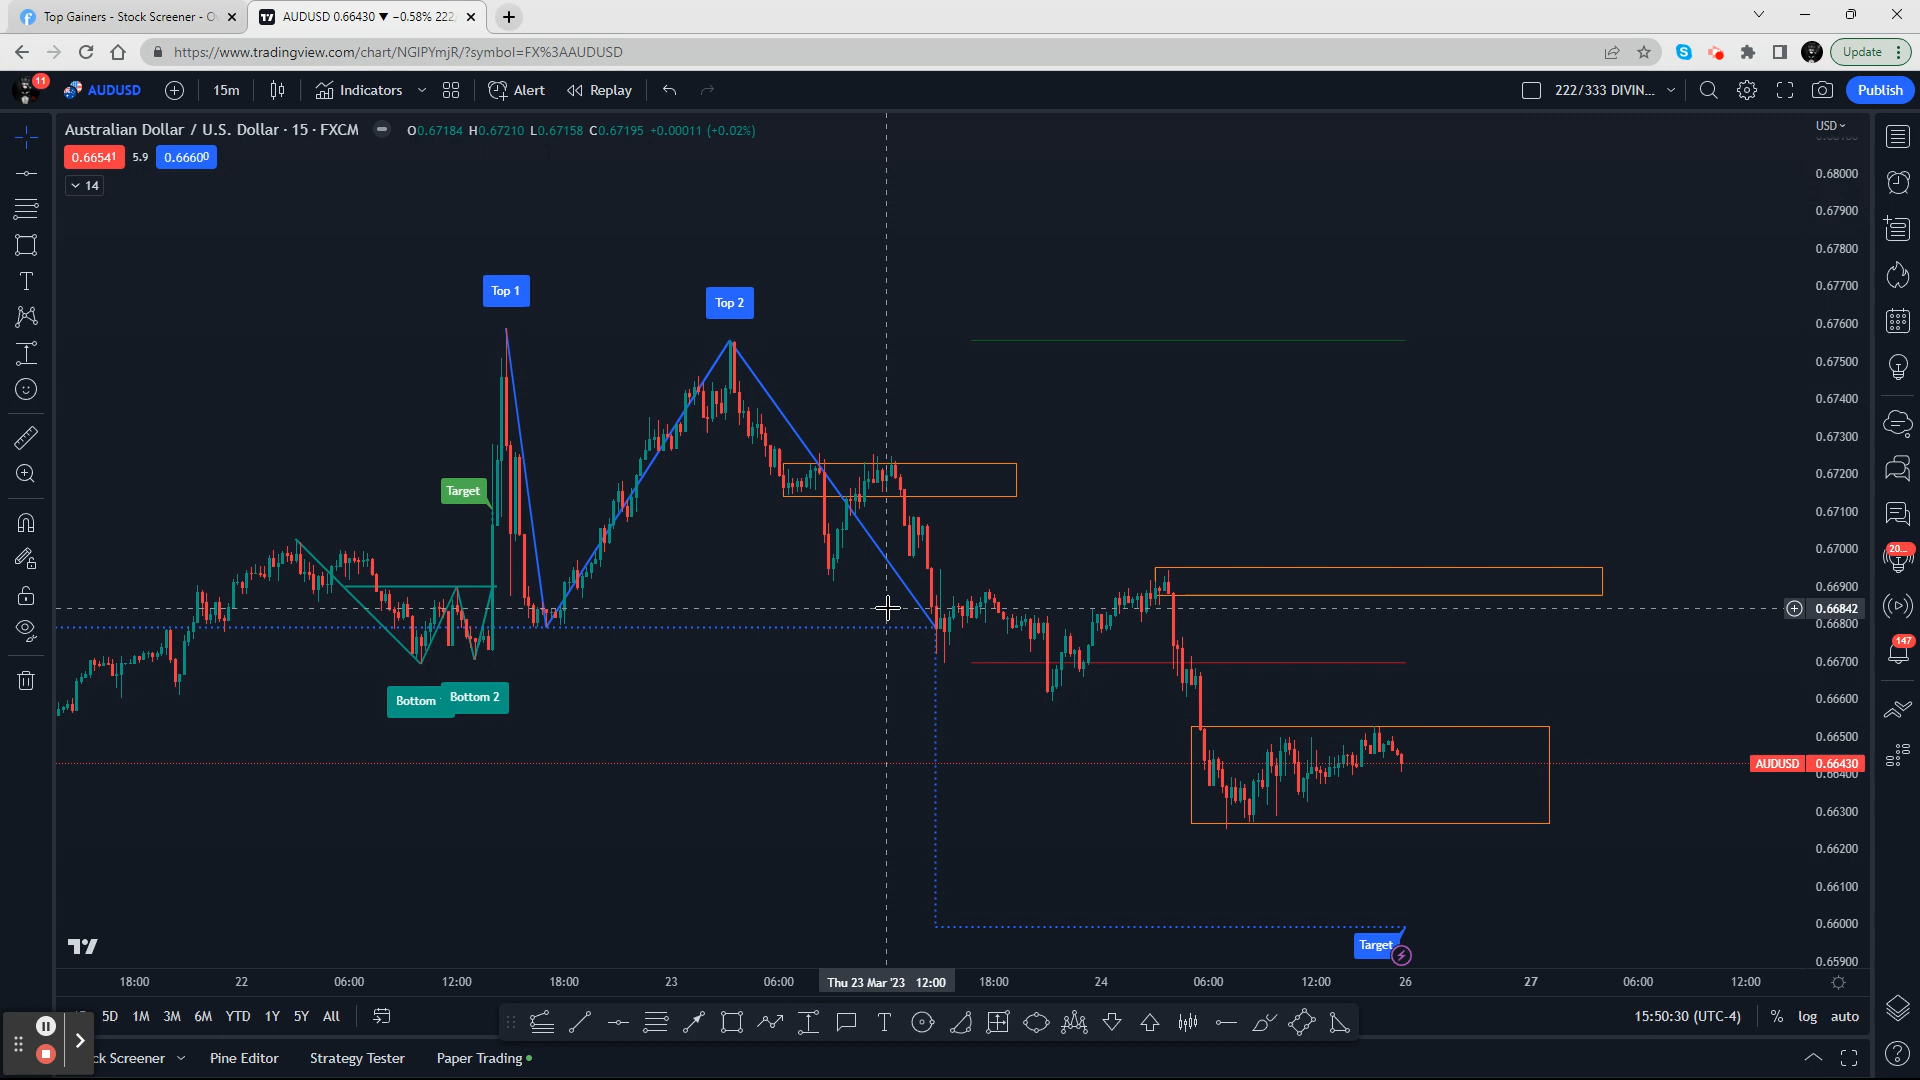 Top Gainers - Stock Screener - O
AUDUSD 0.66430 ▼ −0.58% 222/
https://www.tradingview.com/chart/NGIPYmjR/?symbol=FX%3AAUDUSD
Update
11
AUDUSD
15m
Indicators
Alert
Replay
222/333 DIVIN...
Publish
Australian Dollar / U.S. Dollar · 15 · FXCM
O0.67184 H0.67210 L0.67158 C0.67195 +0.00011 (+0.02%)
USD
0.66541
5.9
0.66600
14
0.68000
0.67900
0.67800
0.67700
0.67600
0.67500
0.67400
0.67300
0.67200
0.67100
0.67000
0.66900
0.66842
0.66800
0.66700
0.66600
0.66500
AUDUSD 0.66430
0.66400
0.66300
0.66200
0.66100
0.66000
0.65900
Top 1
Top 2
Target
Bottom
Bottom 2
Target
20...
147
18:00
22
06:00
12:00
18:00
23
06:00
Thu 23 Mar '23 12:00
18:00
24
06:00
12:00
26
27
06:00
12:00
5D
1M
3M
6M
YTD
1Y
5Y
All
15:50:30 (UTC-4)
%
log
auto
ck Screener
Pine Editor
Strategy Tester
Paper Trading